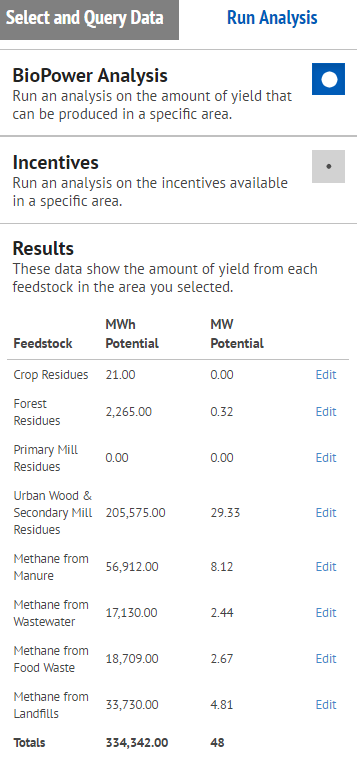 Select and Query Data Run Analysis
BioPower Analysis
Run an analysis on the amount of yield that
can be produced in a specific area.
Incentives
Run an analysis on the incentives available
in a specific area.
Results
These data show the amount of yield from each
feedstock in the area you selected.
MWh MW
Feedstock Potential Potential
Crop Residues 21.00 0.00 Edit
Forest
Residues 2,265.00 0.32 Edit
Primary Mill
Residues 0.00 0.00 Edit
Urban Wood &
Secondary Mill 205,575.00 29.33 Edit
Residues
Methane from
Manure 56,912.00 8.12 Edit
Methane from
Wastewater 17,130.00 2.44 Edit
Methane from
Food Waste 18,709.00 2.67 Edit
Methane from
Landfills 33,730.00 4.81 Edit
Totals 334,342.00 48